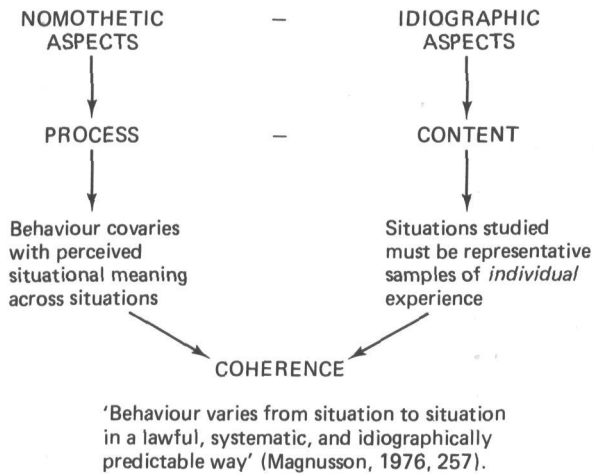 NOMOTHETIC – IDIOGRAPHIC
ASPECTS ASPECTS
PROCESS – CONTENT
Behaviour covaries
with perceived
situational meaning
across situations
Situations studied
must be representative
samples of individual
experience
COHERENCE
‘Behaviour varies from situation to situation
in a lawful, systematic, and idiographically
predictable way’ (Magnusson, 1976, 257).